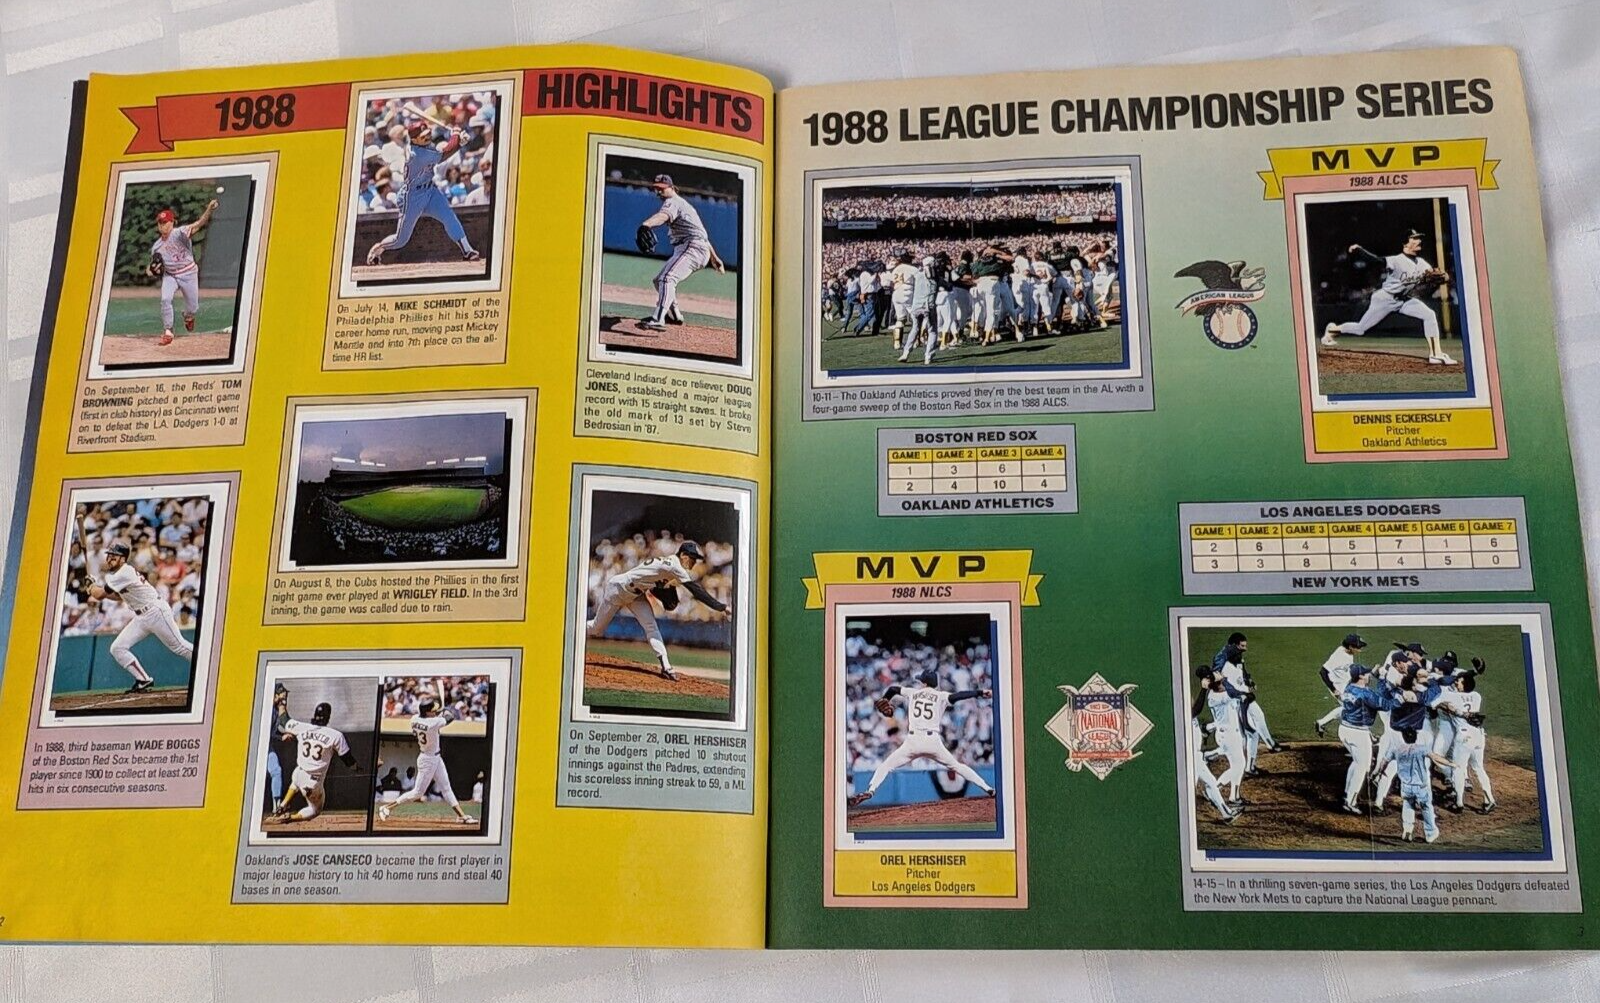 1988 HIGHLIGHTS
On September 16, the Reds' TOM
BROWNING pitched a perfect game
(first in club history) as Cincinnati went
on to defeat the L.A. Dodgers 1-0 at
Riverfront Stadium.
On July 14, MIKE SCHMIDT of the
Philadelphia Phillies hit his 537th
career home run, moving past Mickey
Mantle and into 7th place on the all-
time HR list.
Cleveland Indians' ace reliever, DOUG
JONES, established a major league
record with 15 straight saves. It broke
the old mark of 13 set by Steve
Bedrosian in '87.
On August 8, the Cubs hosted the Phillies in the first
night game ever played at WRIGLEY FIELD. In the 3rd
inning, the game was called due to rain.
In 1988, third baseman WADE BOGGS
of the Boston Red Sox became the 1st
player since 1900 to collect at least 200
hits in six consecutive seasons.
CANSECO
33
33
Oakland's JOSE CANSECO became the first player in
major league history to hit 40 home runs and steal 40
bases in one season.
On September 28, OREL HERSHISER
of the Dodgers pitched 10 shutout
innings against the Padres, extending
his scoreless inning streak to 59, a ML
record.
2
1988 LEAGUE CHAMPIONSHIP SERIES
24
10-11 – The Oakland Athletics proved they're the best team in the AL with a
four-game sweep of the Boston Red Sox in the 1988 ALCS.
AMERICAN LEAGUE
MVP
1988 ALCS
DENNIS ECKERSLEY
Pitcher
Oakland Athletics
BOSTON RED SOX
GAME 1 GAME 2 GAME 3 GAME 4
1 3 6 1
2 4 10 4
OAKLAND ATHLETICS
LOS ANGELES DODGERS
GAME 1 GAME 2 GAME 3 GAME 4 GAME 5 GAME 6 GAME 7
2 6 4 5 7 1 6
3 3 8 4 4 5 0
NEW YORK METS
MVP
1988 NLCS
HERSHISER
55
OREL HERSHISER
Pitcher
Los Angeles Dodgers
NATIONAL
LEAGUE
14-15 – In a thrilling seven-game series, the Los Angeles Dodgers defeated
the New York Mets to capture the National League pennant.
3